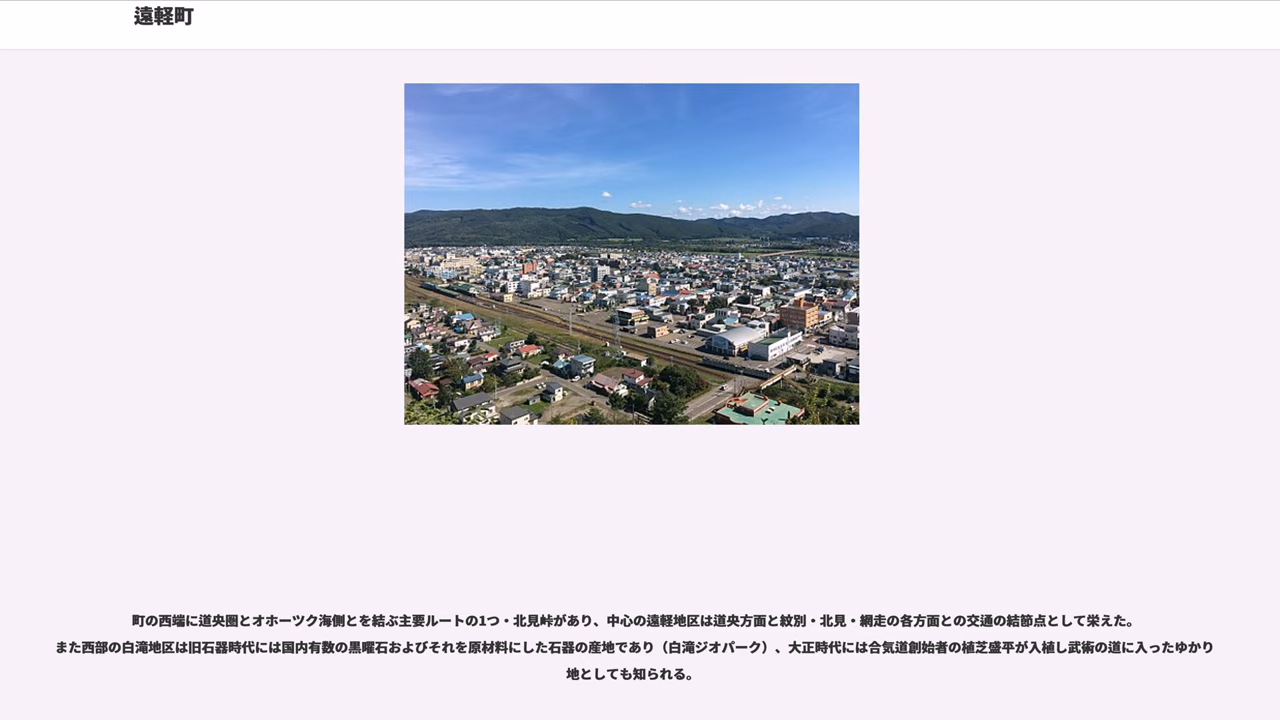 遠軽町
町の西端に道央圏とオホーツク海側とを結ぶ主要ルートの1つ・北見峠があり、中心の遠軽地区は道央方面と紋別・北見・網走の各方面との交通の結節点として栄えた。
また西部の白滝地区は旧石器時代には国内有数の黒曜石およびそれを原材料にした石器の産地であり（白滝ジオパーク）、大正時代には合気道創始者の植芝盛平が入植し武術の道に入ったゆかり
地としても知られる。